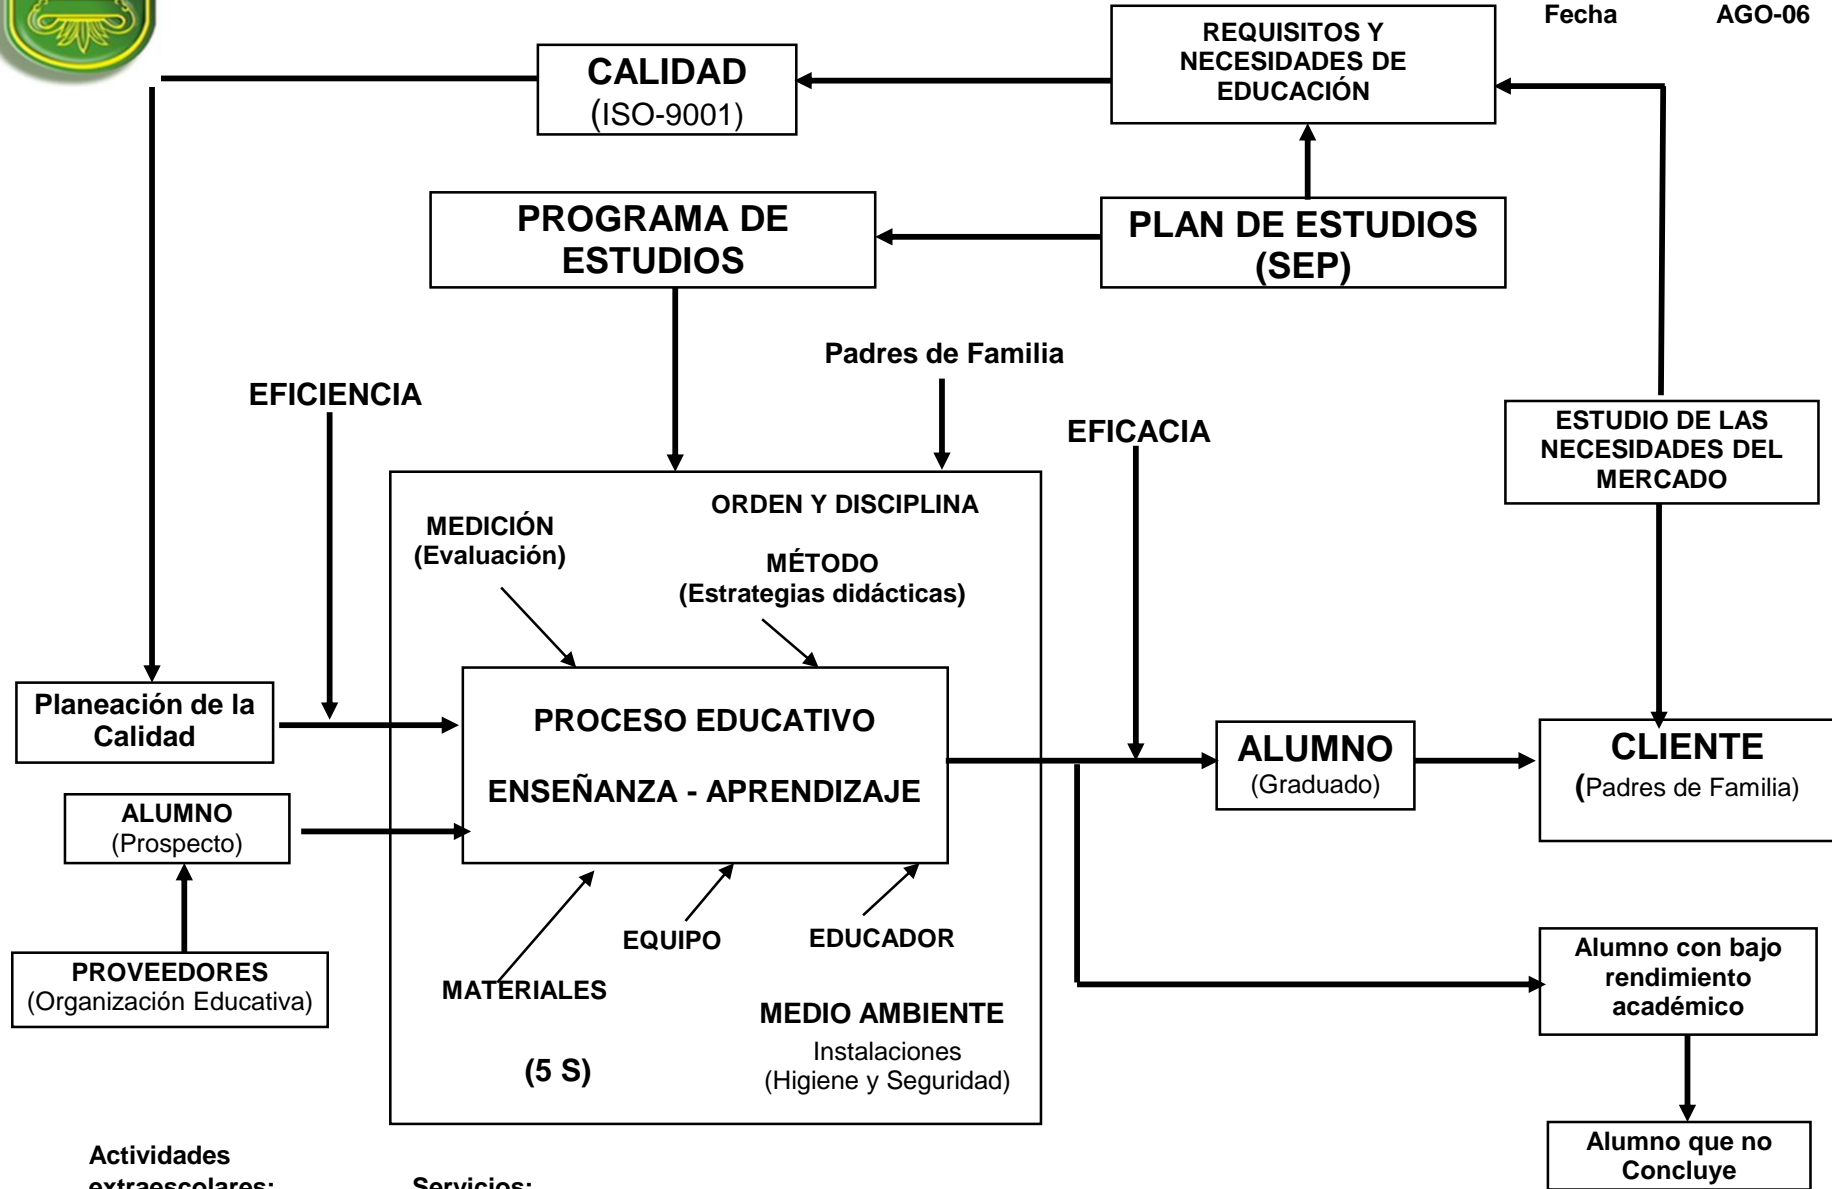 Fecha AGO-06
REQUISITOS Y
NECESIDADES DE
EDUCACIÓN
CALIDAD
(ISO-9001)
PROGRAMA DE
ESTUDIOS
PLAN DE ESTUDIOS
(SEP)
Padres de Familia
EFICIENCIA
EFICACIA
ESTUDIO DE LAS
NECESIDADES DEL
MERCADO
ORDEN Y DISCIPLINA
MEDICIÓN
(Evaluación)
MÉTODO
(Estrategias didácticas)
Planeación de la
Calidad
PROCESO EDUCATIVO
ENSEÑANZA - APRENDIZAJE
ALUMNO
(Graduado)
CLIENTE
(Padres de Familia)
ALUMNO
(Prospecto)
PROVEEDORES
(Organización Educativa)
MATERIALES
EQUIPO
EDUCADOR
MEDIO AMBIENTE
Instalaciones
(Higiene y Seguridad)
(5 S)
Alumno con bajo
rendimiento
académico
Alumno que no
Concluye
Actividades
extraescolares:
Servicios: